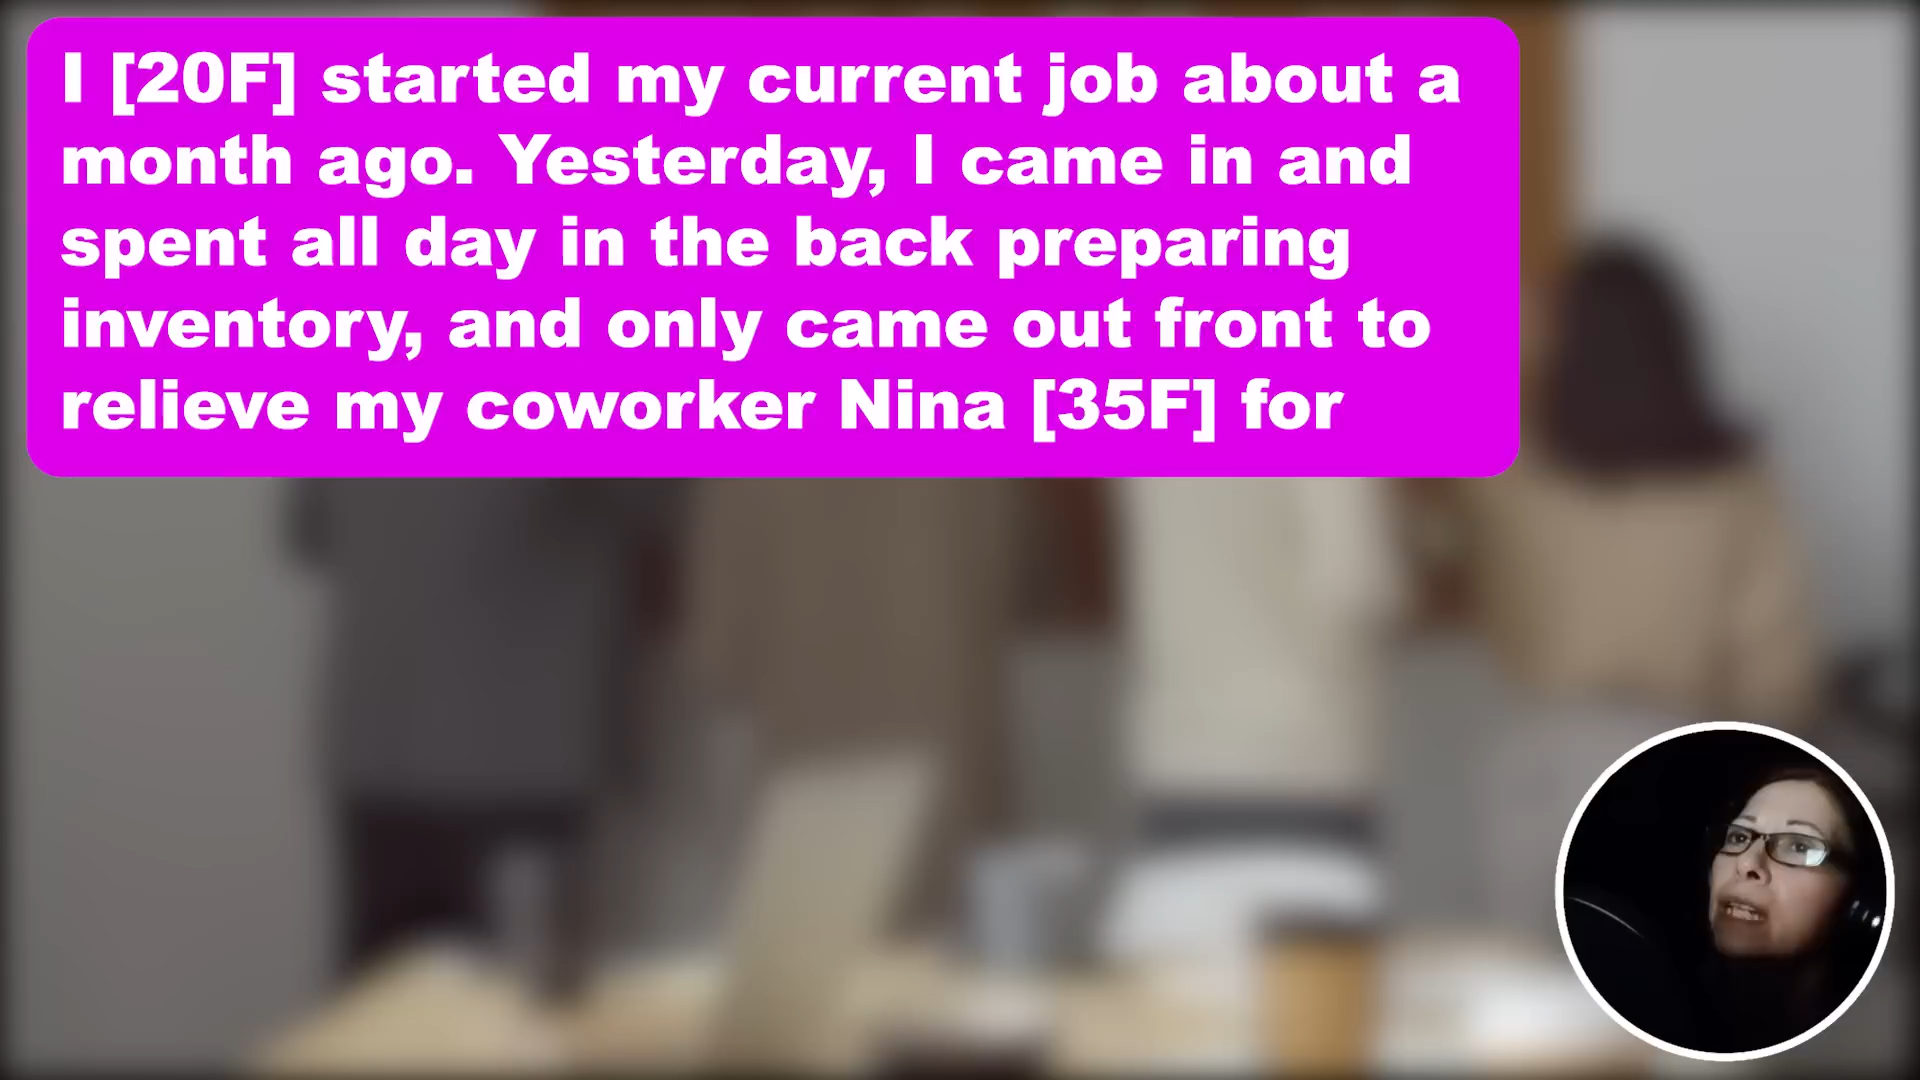 I [20F] started my current job about a
month ago. Yesterday, I came in and
spent all day in the back preparing
inventory, and only came out front to
relieve my coworker Nina [35F] for